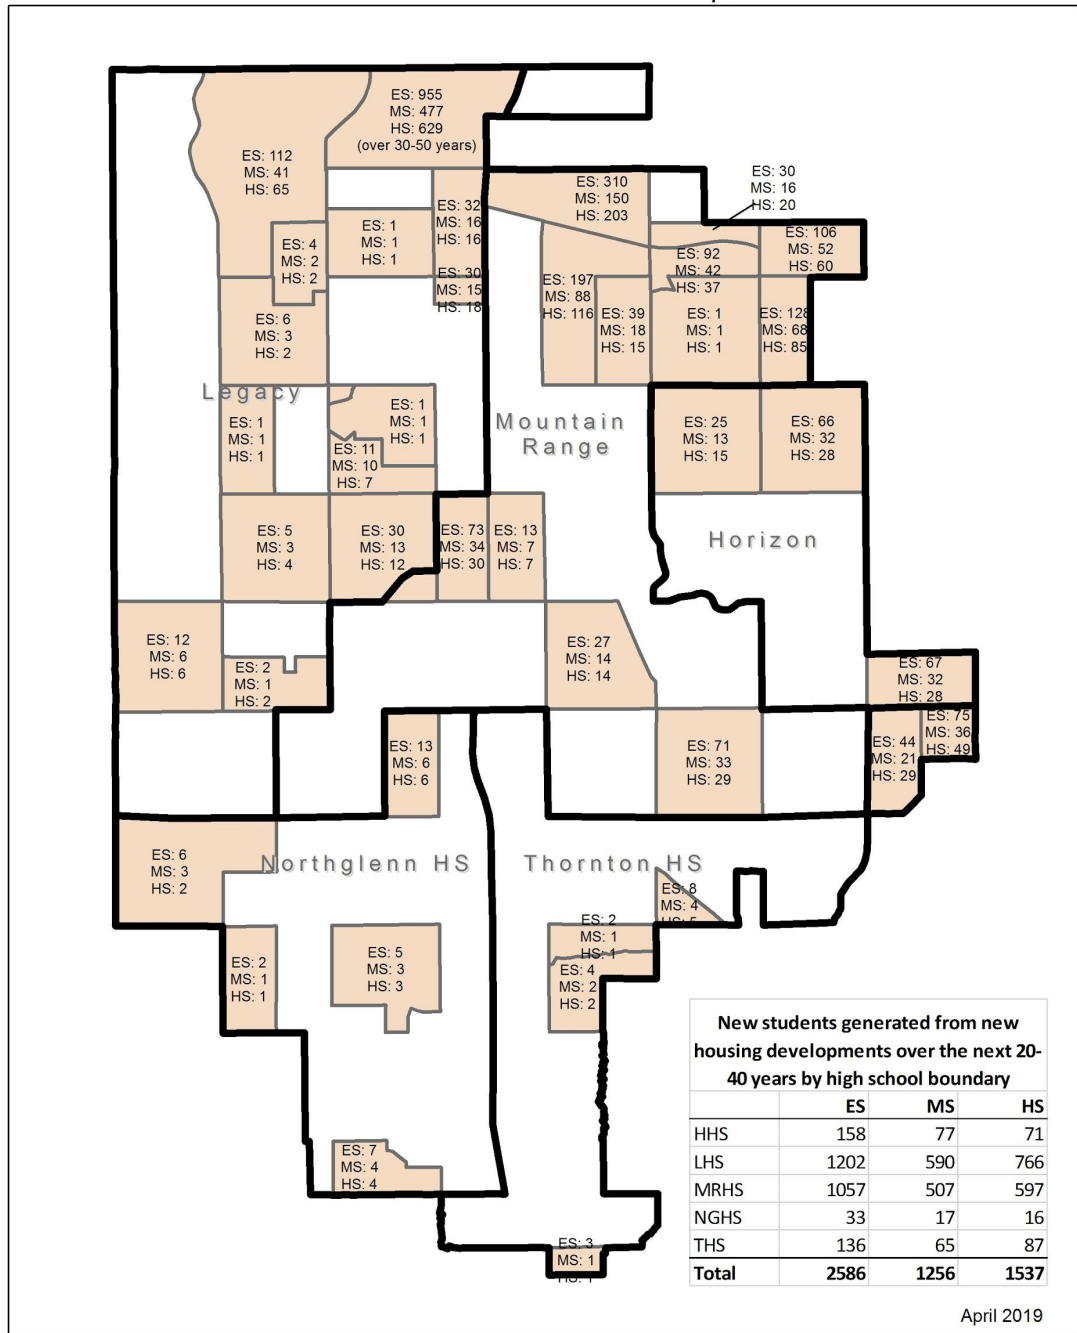 ES: 955
MS: 477
HS: 629
(over 30-50 years)
ES: 112
MS: 41
HS: 65
ES: 30
MS: 16
HS: 20
ES: 310
MS: 150
HS: 203
ES: 32
MS: 16
HS: 16
ES: 1
MS: 1
HS: 1
ES: 4
MS: 2
HS: 2
ES: 106
MS: 52
HS: 60
ES: 92
MS: 42
HS: 37
ES: 30
MS: 15
HS: 18
ES: 197
MS: 88
HS: 116
ES: 39
MS: 18
HS: 15
ES: 1
MS: 1
HS: 1
ES: 128
MS: 68
HS: 85
ES: 6
MS: 3
HS: 2
Legacy
ES: 1
MS: 1
HS: 1
ES: 1
MS: 1
HS: 1
ES: 11
MS: 10
HS: 7
Mountain
Range
ES: 25
MS: 13
HS: 15
ES: 66
MS: 32
HS: 28
ES: 5
MS: 3
HS: 4
ES: 30
MS: 13
HS: 12
ES: 73
MS: 34
HS: 30
ES: 13
MS: 7
HS: 7
Horizon
ES: 12
MS: 6
HS: 6
ES: 2
MS: 1
HS: 2
ES: 27
MS: 14
HS: 14
ES: 67
MS: 32
HS: 28
ES: 13
MS: 6
HS: 6
ES: 71
MS: 33
HS: 29
ES: 44
MS: 21
HS: 29
ES: 75
MS: 36
HS: 49
ES: 6
MS: 3
HS: 2
Northglenn HS
Thornton HS
ES: 8
MS: 4
HS: 5
ES: 2
MS: 1
HS: 1
ES: 2
MS: 1
HS: 1
ES: 5
MS: 3
HS: 3
ES: 4
MS: 2
HS: 2
ES: 7
MS: 4
HS: 4
ES: 3
MS: 1
HS: 1
New students generated from new
housing developments over the next 20-
40 years by high school boundary
ES MS HS
HHS 158 77 71
LHS 1202 590 766
MRHS 1057 507 597
NGHS 33 17 16
THS 136 65 87
Total 2586 1256 1537
April 2019